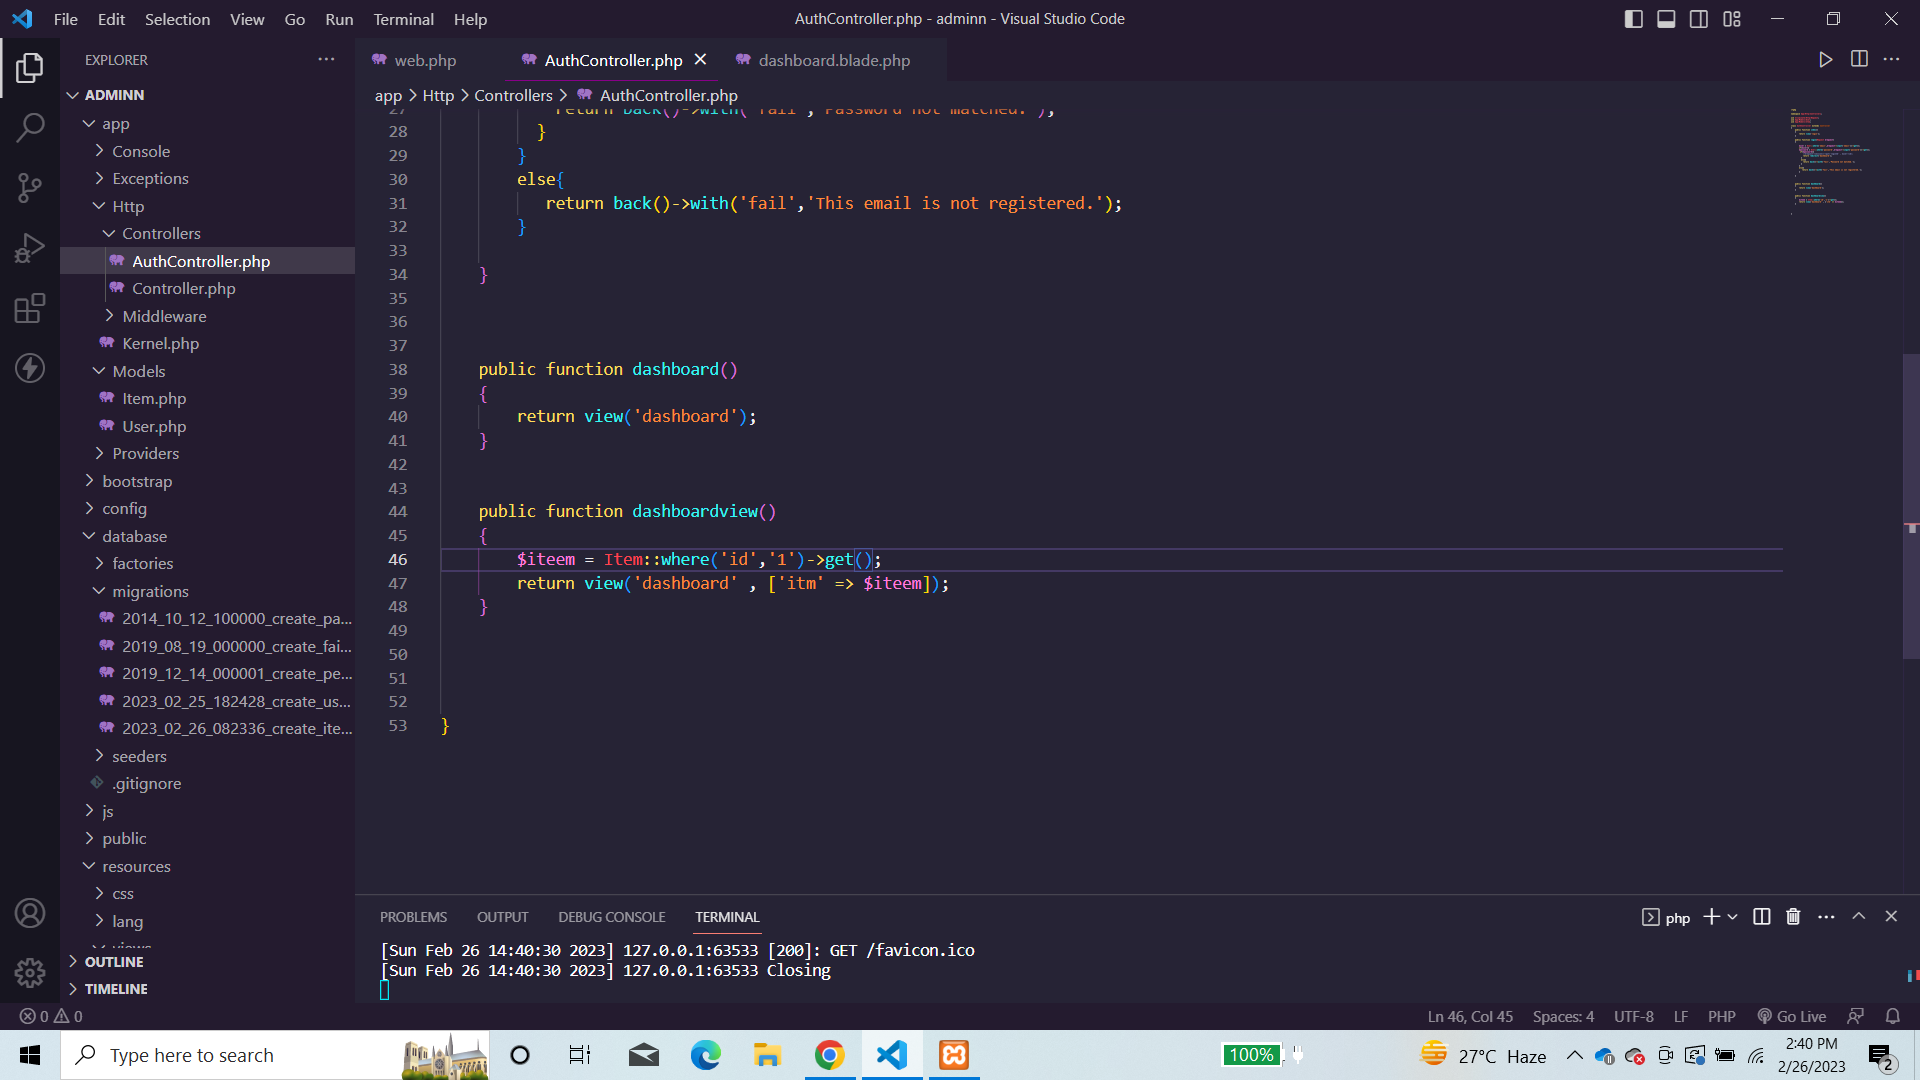 File Edit Selection View Go Run Terminal Help
AuthController.php - adminn - Visual Studio Code
EXPLORER
ADMINN
app
Console
Exceptions
Http
Controllers
AuthController.php
Controller.php
Middleware
Kernel.php
Models
Item.php
User.php
Providers
bootstrap
config
database
factories
migrations
2014_10_12_100000_create_pa...
2019_08_19_000000_create_fai...
2019_12_14_000001_create_pe...
2023_02_25_182428_create_us...
2023_02_26_082336_create_ite...
seeders
.gitignore
js
public
resources
css
lang
views
OUTLINE
TIMELINE
web.php AuthController.php dashboard.blade.php
app > Http > Controllers > AuthController.php
27 return back()->with('fail','Password not matched.');
28 }
29 }
30 else{
31 return back()->with('fail','This email is not registered.');
32 }
33
34 }
35
36
37
38 public function dashboard()
39 {
40 return view('dashboard');
41 }
42
43
44 public function dashboardview()
45 {
46 $iteem = Item::where('id','1')->get();
47 return view('dashboard' , ['itm' => $iteem]);
48 }
49
50
51
52
53 }
PROBLEMS OUTPUT DEBUG CONSOLE TERMINAL
php
[Sun Feb 26 14:40:30 2023] 127.0.0.1:63533 [200]: GET /favicon.ico
[Sun Feb 26 14:40:30 2023] 127.0.0.1:63533 Closing
0 0
Ln 46, Col 45 Spaces: 4 UTF-8 LF PHP Go Live
Type here to search
100%
27°C Haze
2:40 PM
2/26/2023
2